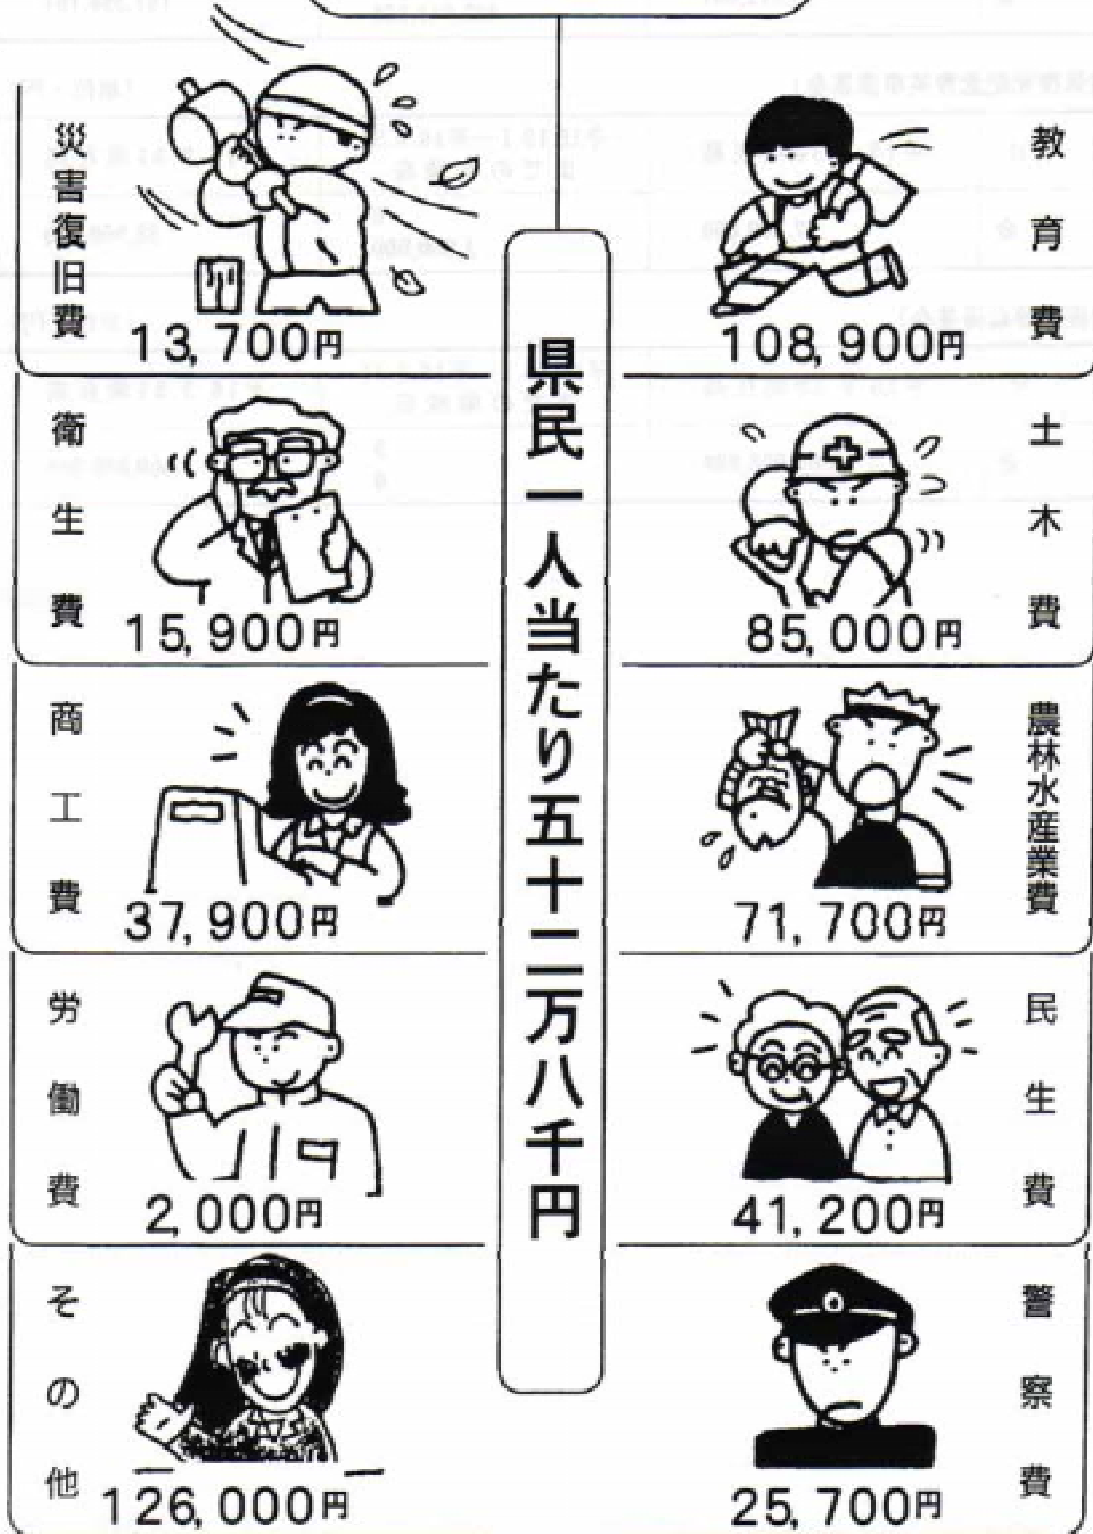 県民一人当たり五十二万八千円
教育費
108,900円
土木費
85,000円
農林水産業費
71,700円
民生費
41,200円
警察費
25,700円
災害復旧費
13,700円
衛生費
15,900円
商工費
37,900円
労働費
2,000円
その他
126,000円